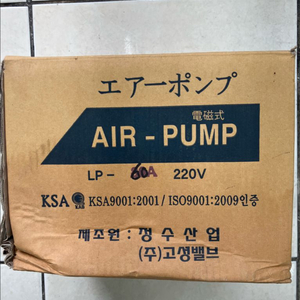 エアーポンプ
電磁式
AIR - PUMP
LP- 60A 220V
KSA KSA9001:2001 / ISO9001:2009인증
제조원 : 정수산업
(주)고성밸브